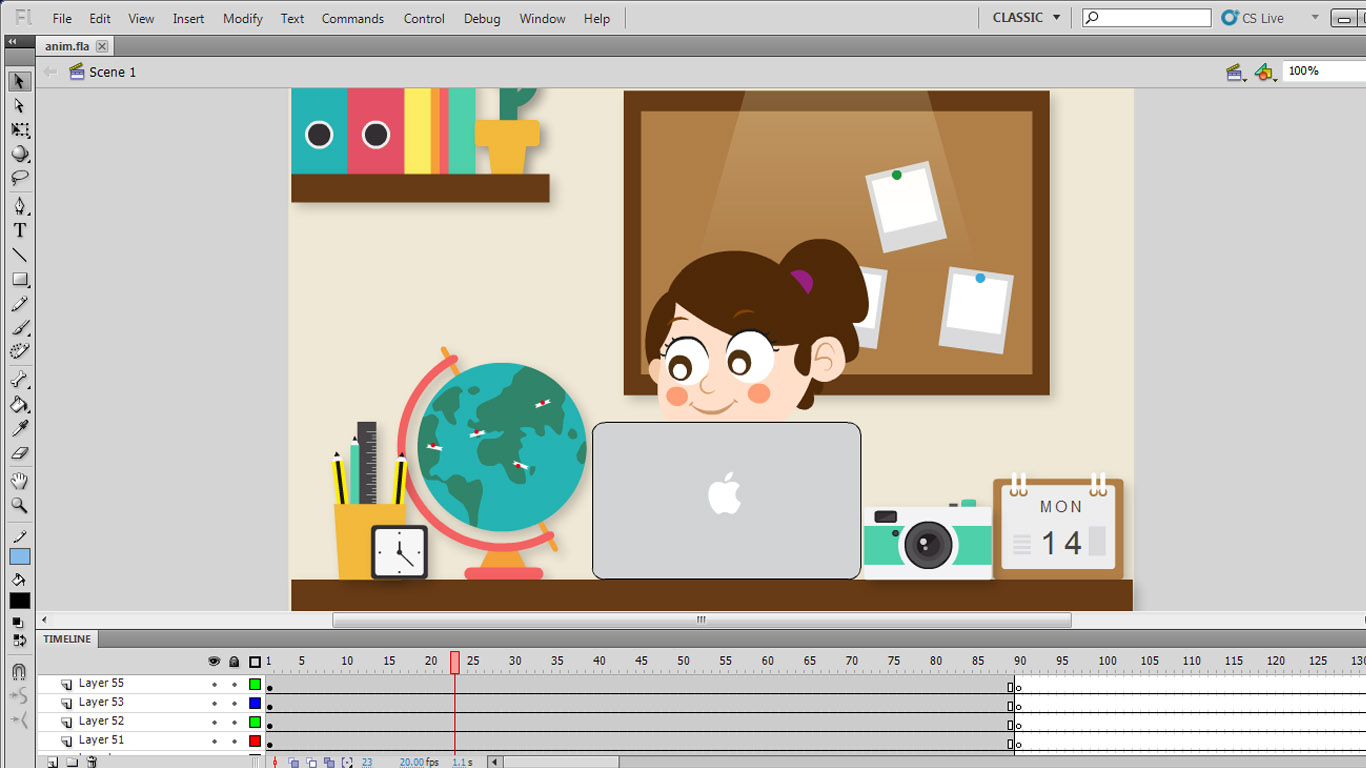 Fl File Edit View Insert Modify Text Commands Control Debug Window Help CLASSIC CS Live
anim.fla
Scene 1 100%
MON
14
TIMELINE
1 5 10 15 20 25 30 35 40 45 50 55 60 65 70 75 80 85 90 95 100 105 110 115 120 125 130
Layer 55
Layer 53
Layer 52
Layer 51
23 20.00 fps 1.1 s